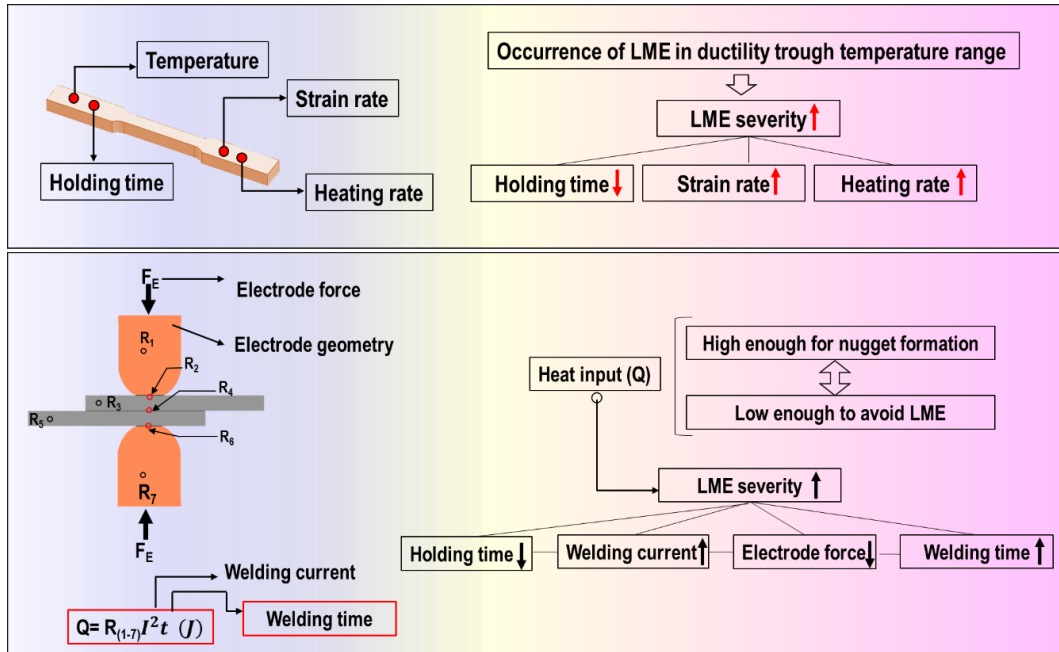 Temperature
Strain rate
Holding time
Heating rate
Occurrence of LME in ductility trough temperature range
LME severity↑
Holding time↓
Strain rate↑
Heating rate ↑
F_E
Electrode force
Electrode geometry
R₁
R₂
R₃
R₄
R₅
R₆
R₇
F_E
Welding current
Q= R₍₁₋₇₎I²t (J)
Welding time
Heat input (Q)
High enough for nugget formation
Low enough to avoid LME
LME severity ↑
Holding time↓
Welding current↑
Electrode force↓
Welding time ↑